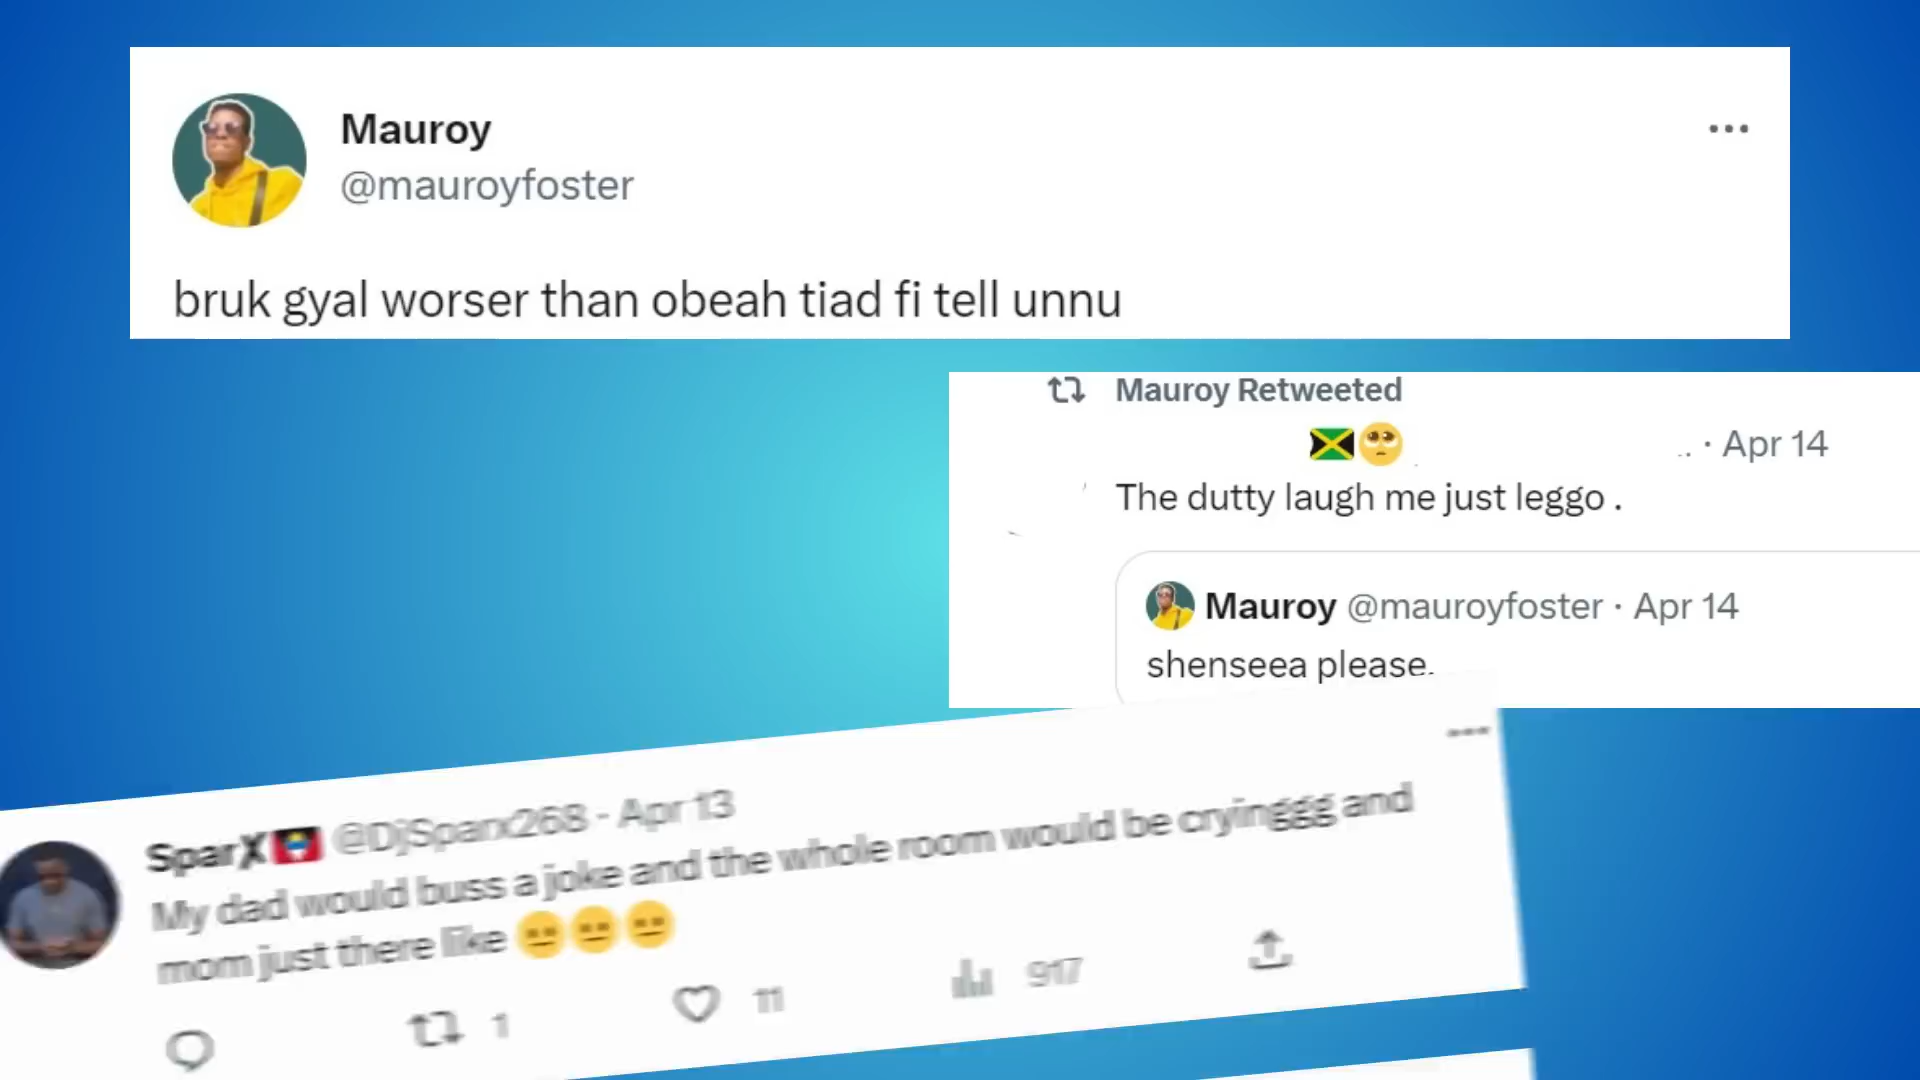 Mauroy
@mauroyfoster
bruk gyal worser than obeah tiad fi tell unnu
Mauroy Retweeted
.. · Apr 14
The dutty laugh me just leggo .
Mauroy @mauroyfoster · Apr 14
shenseea please.
SparX @DjSparx268 · Apr 13
My dad would buss a joke and the whole room would be cryinggg and
mom just there like 😑😑😑
1 11 917